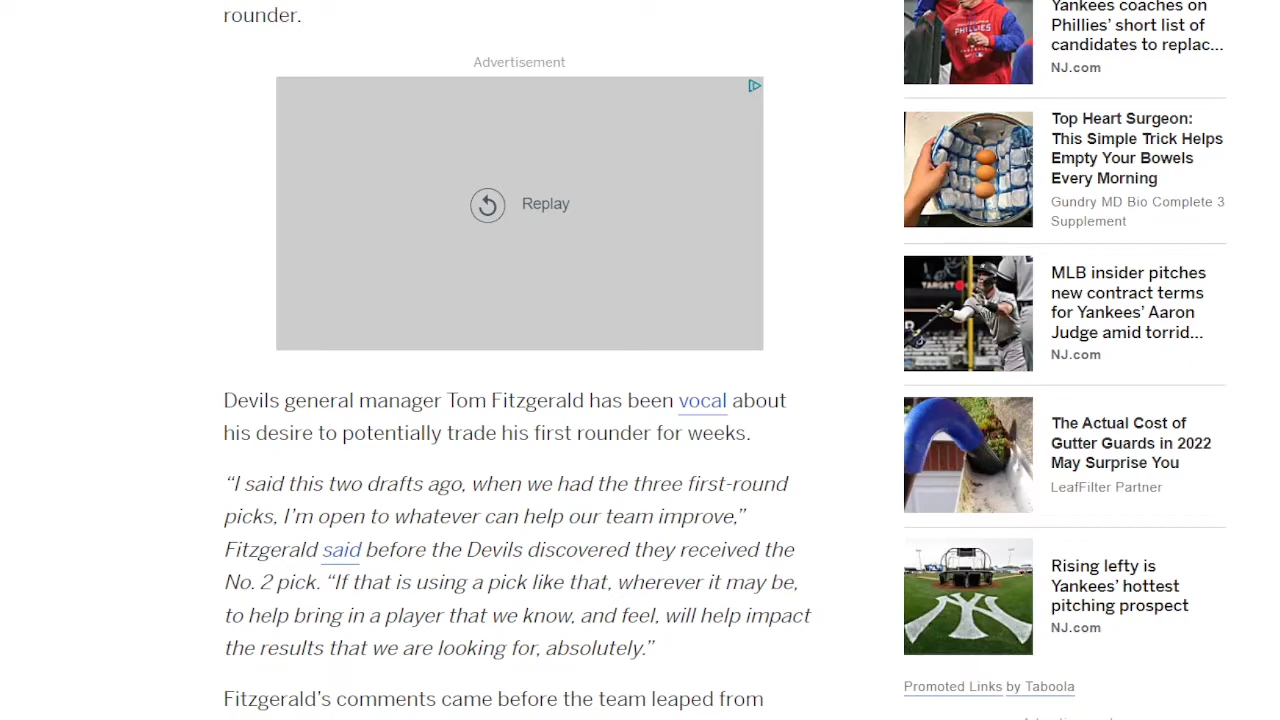 rounder.
Advertisement
Replay
Devils general manager Tom Fitzgerald has been vocal about
his desire to potentially trade his first rounder for weeks.
“I said this two drafts ago, when we had the three first-round
picks, I’m open to whatever can help our team improve,”
Fitzgerald said before the Devils discovered they received the
No. 2 pick. “If that is using a pick like that, wherever it may be,
to help bring in a player that we know, and feel, will help impact
the results that we are looking for, absolutely.”
Fitzgerald’s comments came before the team leaped from
Yankees coaches on
Phillies’ short list of
candidates to replac...
NJ.com
PHILLIES
Top Heart Surgeon:
This Simple Trick Helps
Empty Your Bowels
Every Morning
Gundry MD Bio Complete 3
Supplement
TARGET
MLB insider pitches
new contract terms
for Yankees’ Aaron
Judge amid torrid...
NJ.com
The Actual Cost of
Gutter Guards in 2022
May Surprise You
LeafFilter Partner
Rising lefty is
Yankees’ hottest
pitching prospect
NJ.com
Promoted Links by Taboola
Advertisement